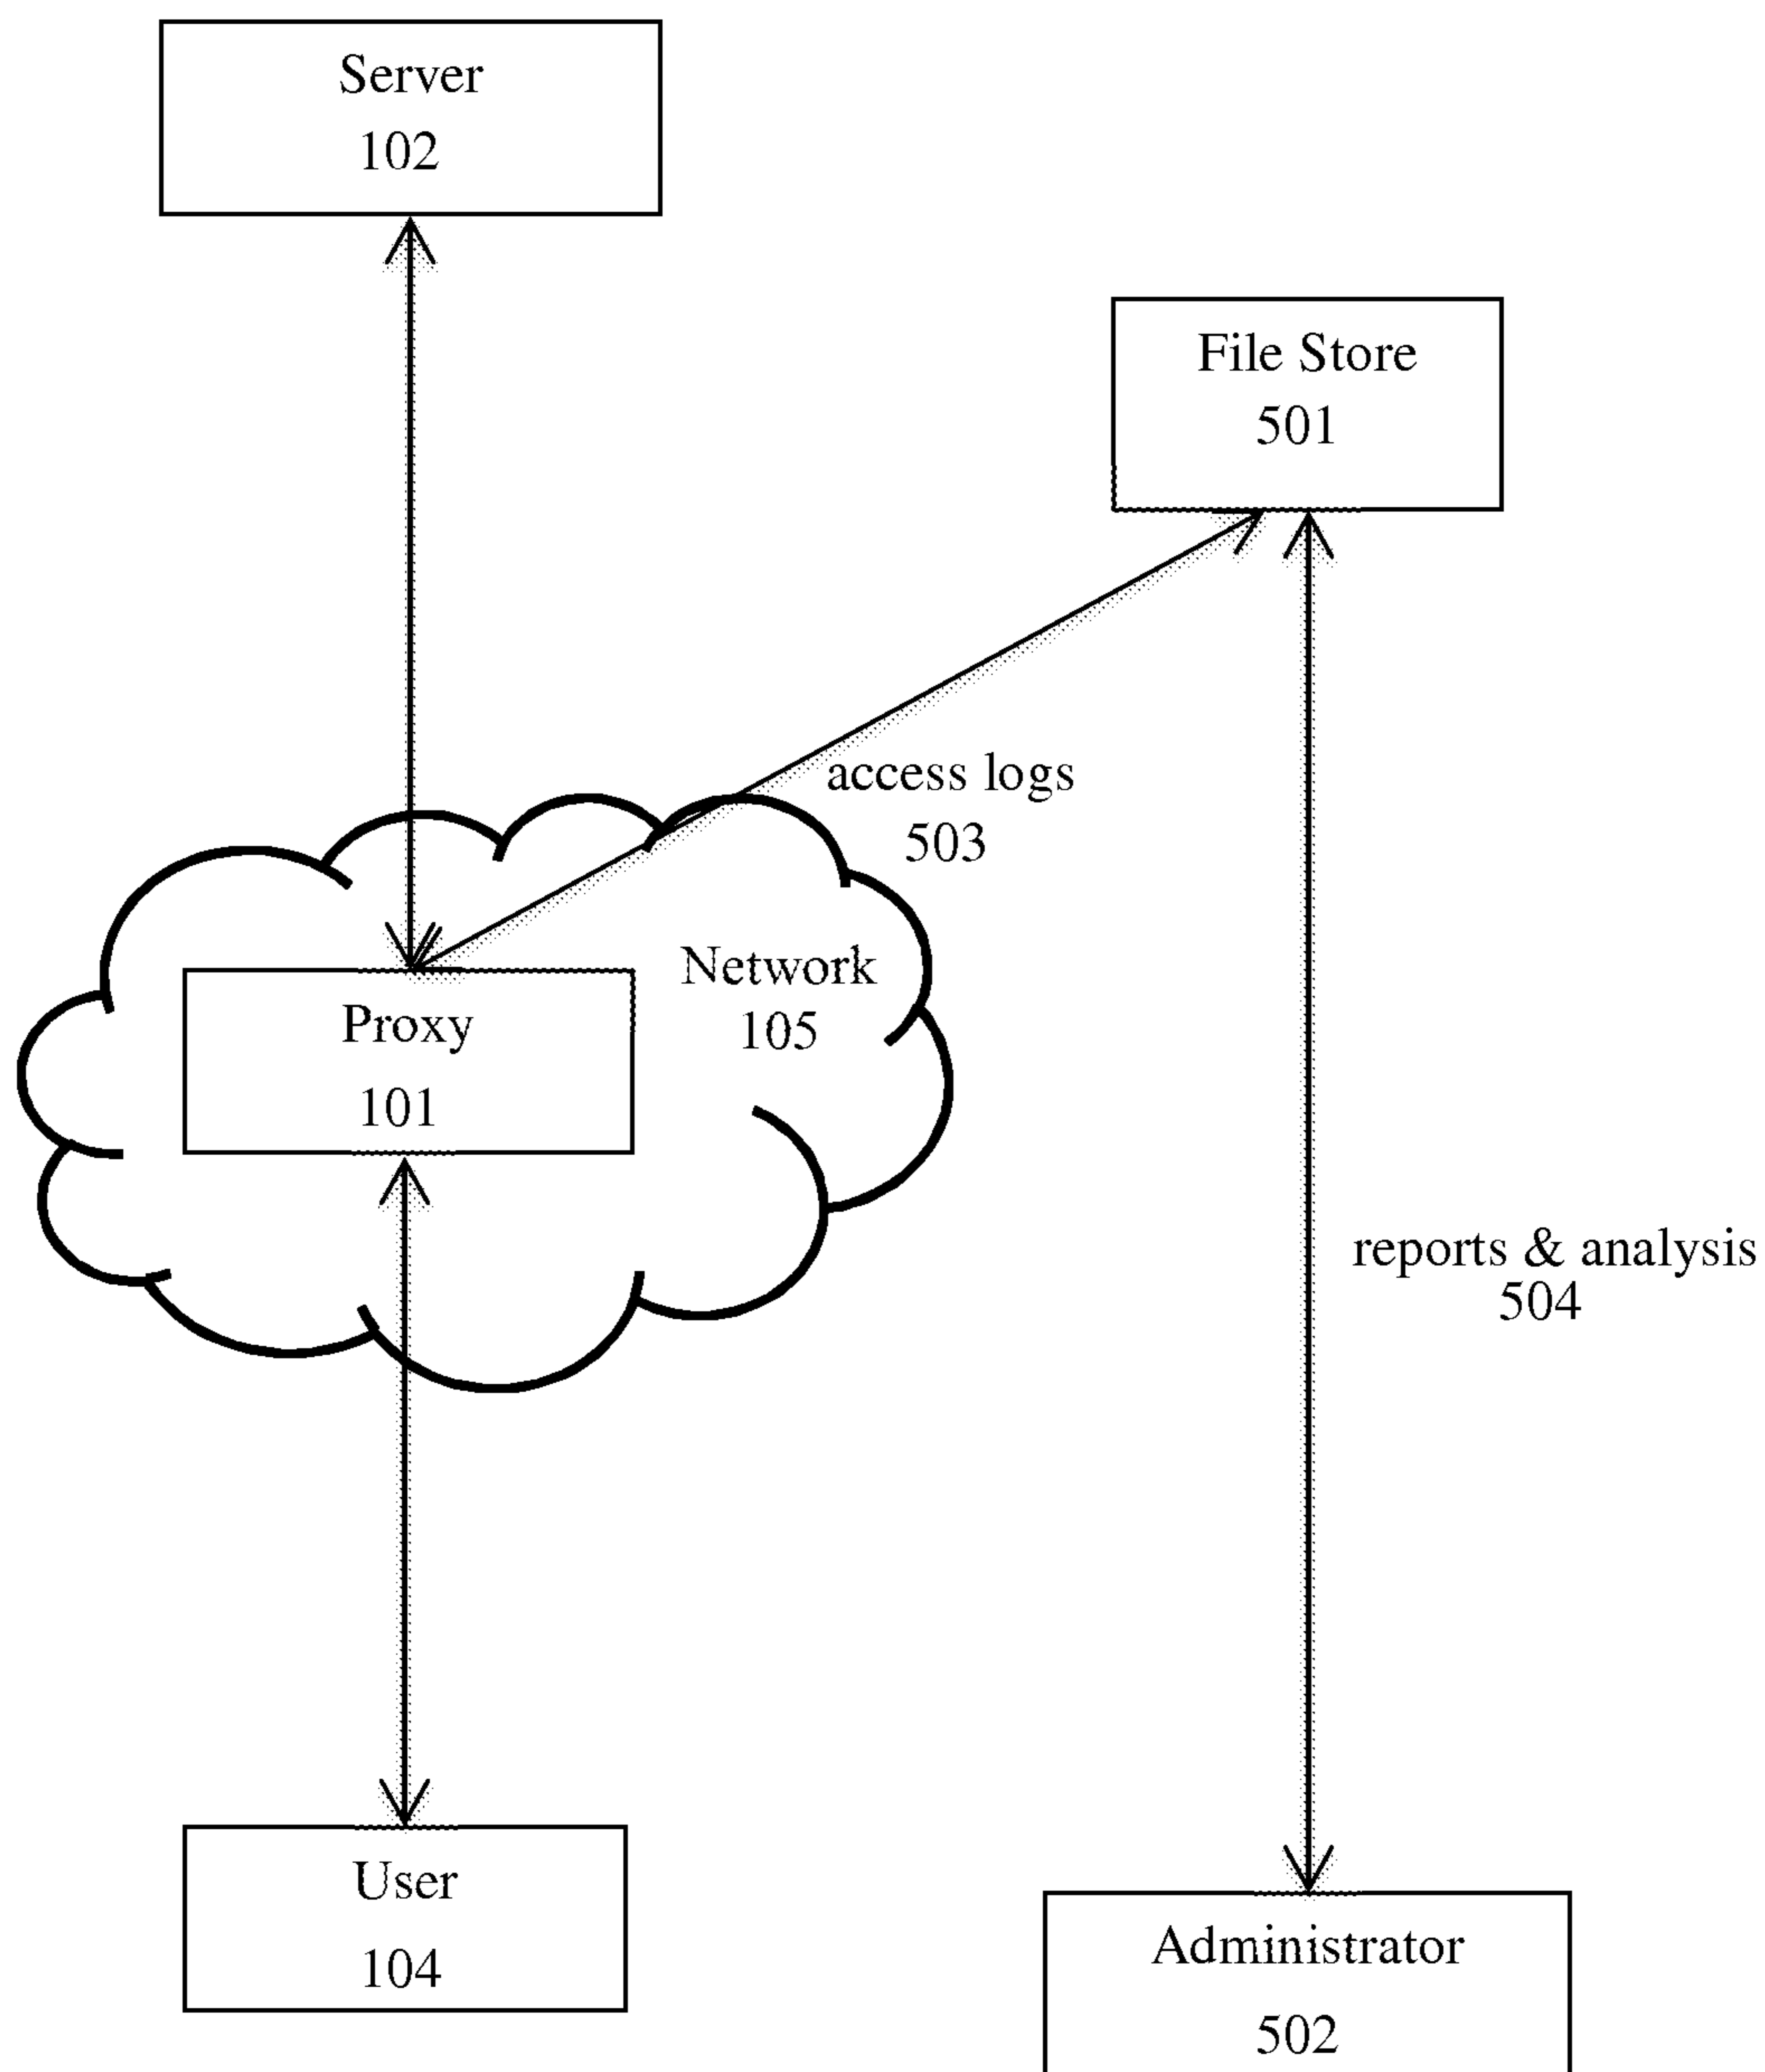 Server
102
File Store
501
access logs
503
Network
105
Proxy
101
reports & analysis
504
User
104
Administrator
502